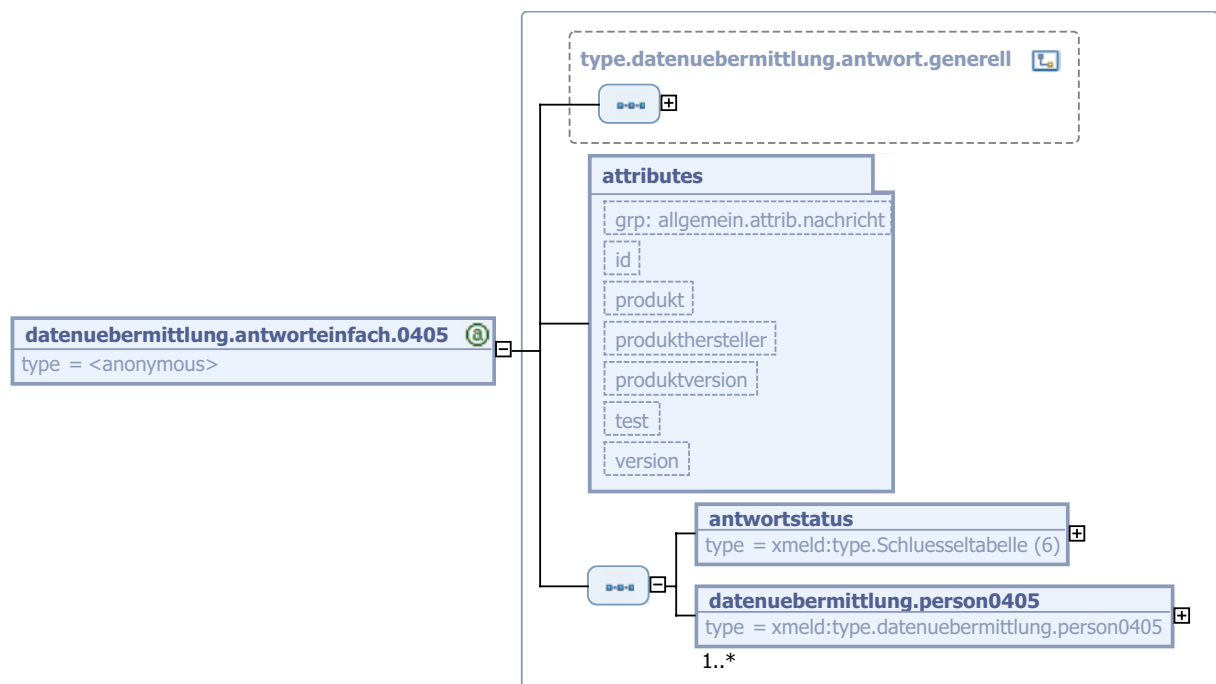 type.datenuebermittlung.antwort.generell
attributes
grp: allgemein.attrib.nachricht
id
produkt
produkthersteller
produktversion
test
version
datenuebermittlung.antworteinfach.0405
type = <anonymous>
antwortstatus
type = xmeld:type.Schluesseltabelle (6)
datenuebermittlung.person0405
type = xmeld:type.datenuebermittlung.person0405
1..*